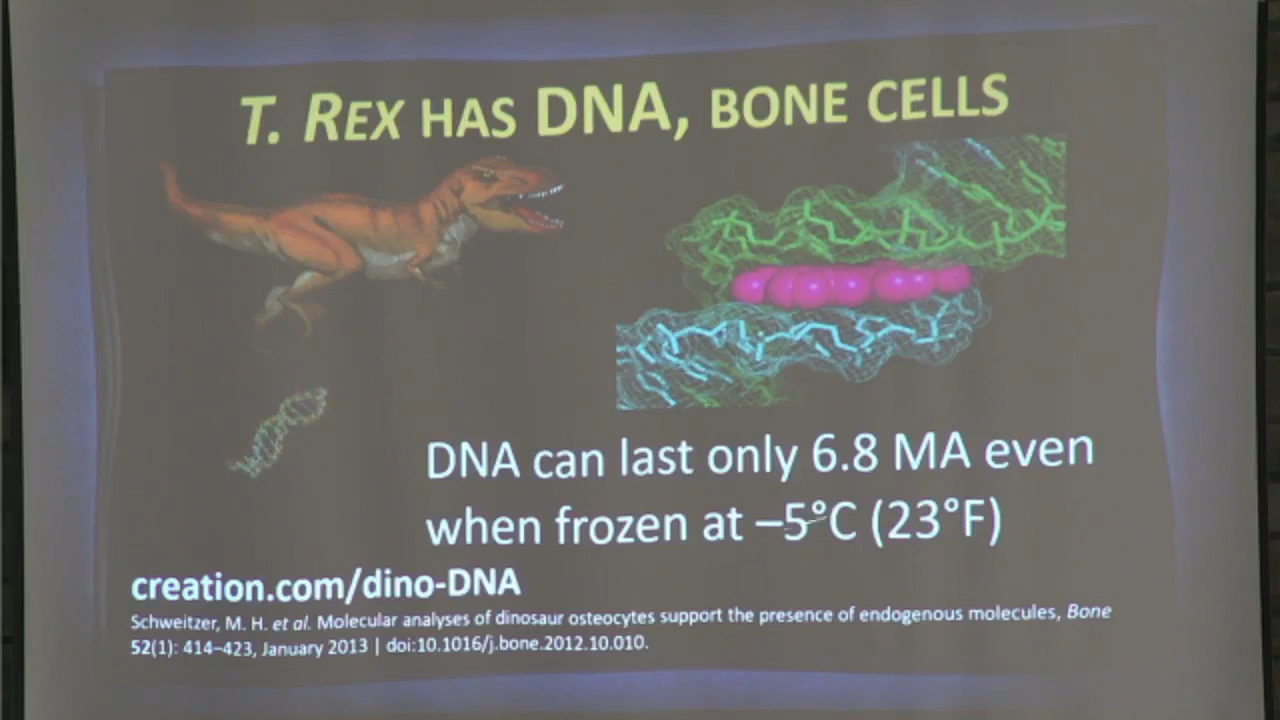 T. REX HAS DNA, BONE CELLS
DNA can last only 6.8 MA even
when frozen at –5°C (23°F)
creation.com/dino-DNA
Schweitzer, M. H. et al. Molecular analyses of dinosaur osteocytes support the presence of endogenous molecules, Bone
52(1): 414–423, January 2013 | doi:10.1016/j.bone.2012.10.010.